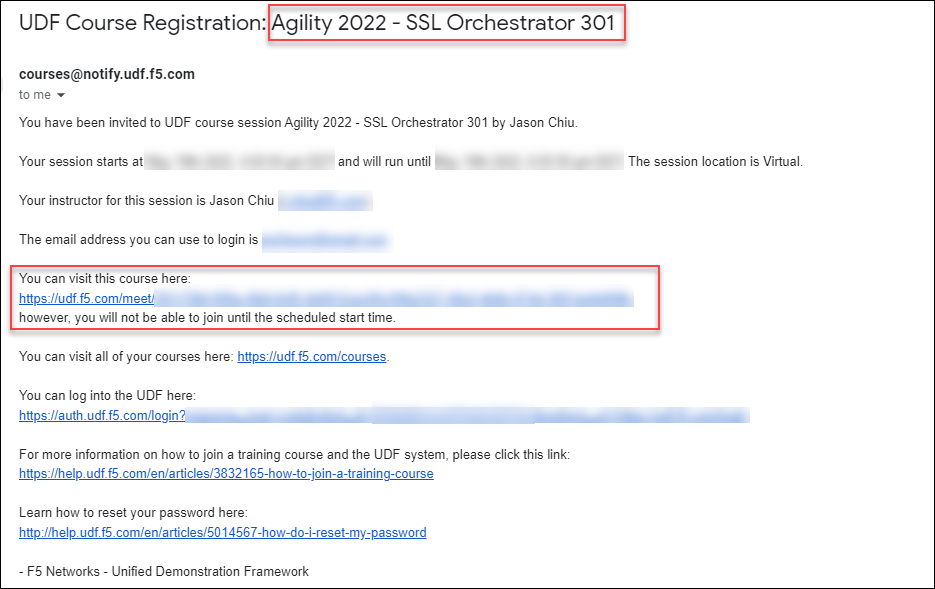 UDF Course Registration: Agility 2022 - SSL Orchestrator 301
courses@notify.udf.f5.com
to me
You have been invited to UDF course session Agility 2022 - SSL Orchestrator 301 by Jason Chiu.
Your session starts at and will run until The session location is Virtual.
Your instructor for this session is Jason Chiu
The email address you can use to login is
You can visit this course here:
https://udf.f5.com/meet/
however, you will not be able to join until the scheduled start time.
You can visit all of your courses here: https://udf.f5.com/courses.
You can log into the UDF here:
https://auth.udf.f5.com/login?
For more information on how to join a training course and the UDF system, please click this link:
https://help.udf.f5.com/en/articles/3832165-how-to-join-a-training-course
Learn how to reset your password here:
http://help.udf.f5.com/en/articles/5014567-how-do-i-reset-my-password
- F5 Networks - Unified Demonstration Framework